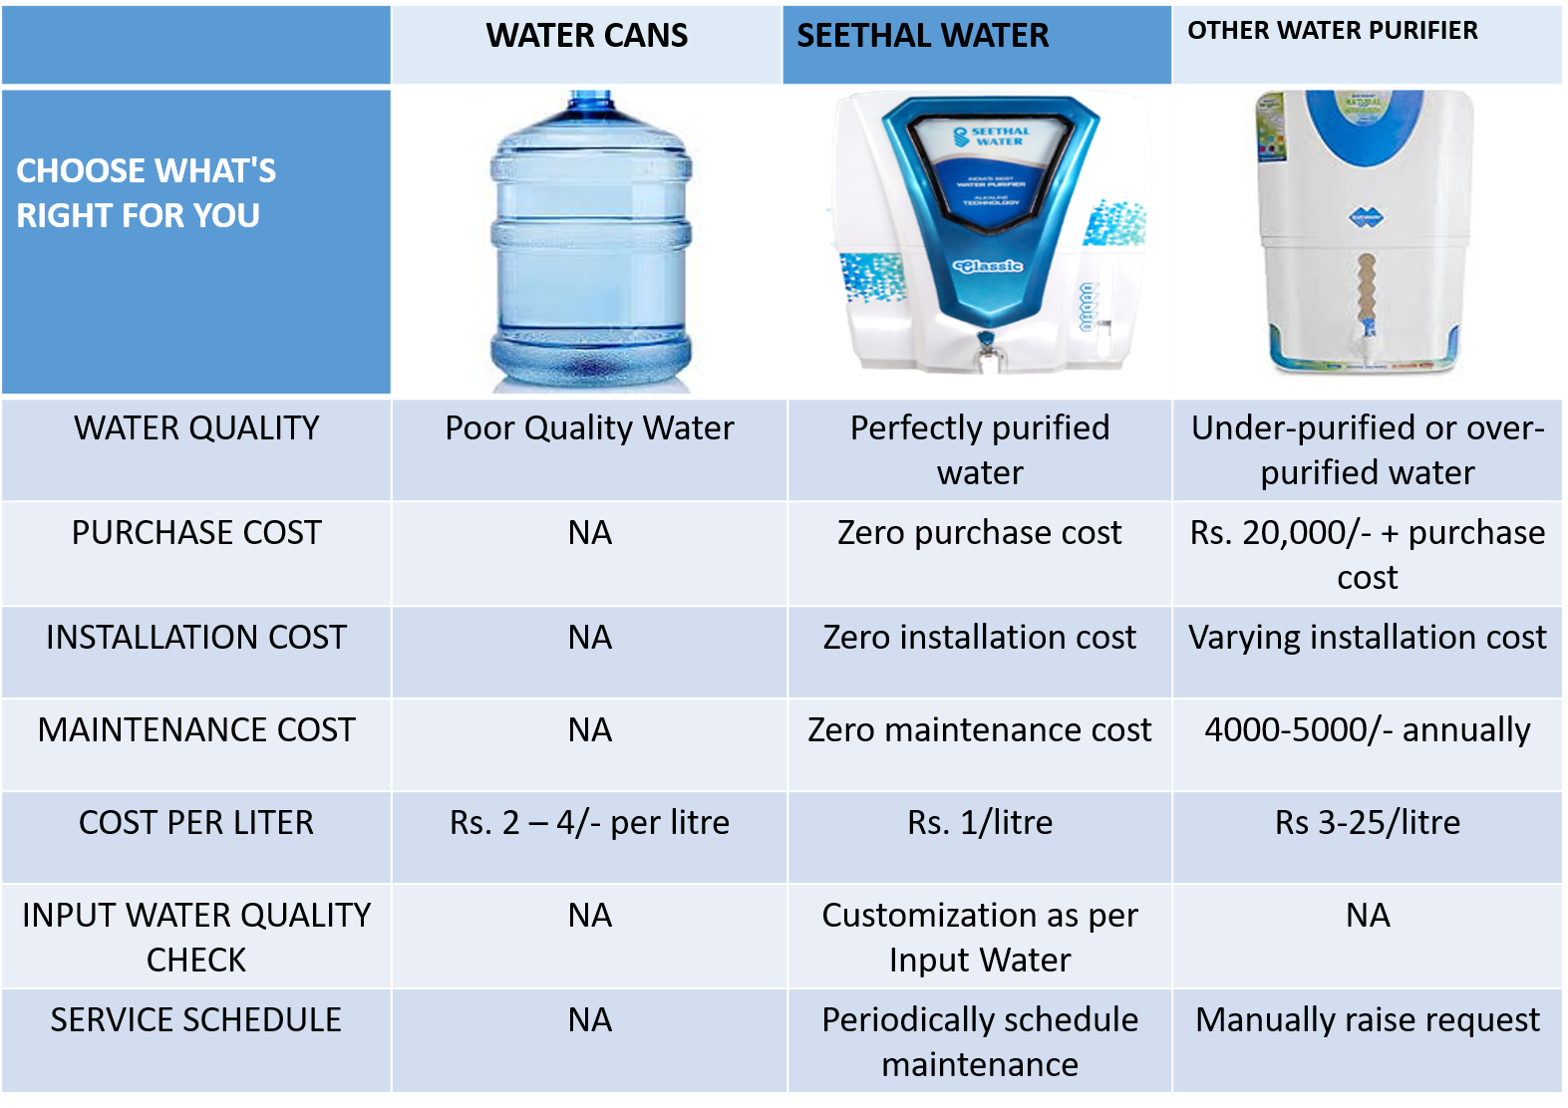 WATER CANS
SEETHAL WATER
OTHER WATER PURIFIER
CHOOSE WHAT'S
RIGHT FOR YOU
SEETHAL
WATER
INDIA'S BEST
WATER PURIFIER
ALKALINE
TECHNOLOGY
Classic
NATURAL
WATER QUALITY
Poor Quality Water
Perfectly purified
water
Under-purified or over-
purified water
PURCHASE COST
NA
Zero purchase cost
Rs. 20,000/- + purchase
cost
INSTALLATION COST
NA
Zero installation cost
Varying installation cost
MAINTENANCE COST
NA
Zero maintenance cost
4000-5000/- annually
COST PER LITER
Rs. 2 – 4/- per litre
Rs. 1/litre
Rs 3-25/litre
INPUT WATER QUALITY
CHECK
NA
Customization as per
Input Water
NA
SERVICE SCHEDULE
NA
Periodically schedule
maintenance
Manually raise request